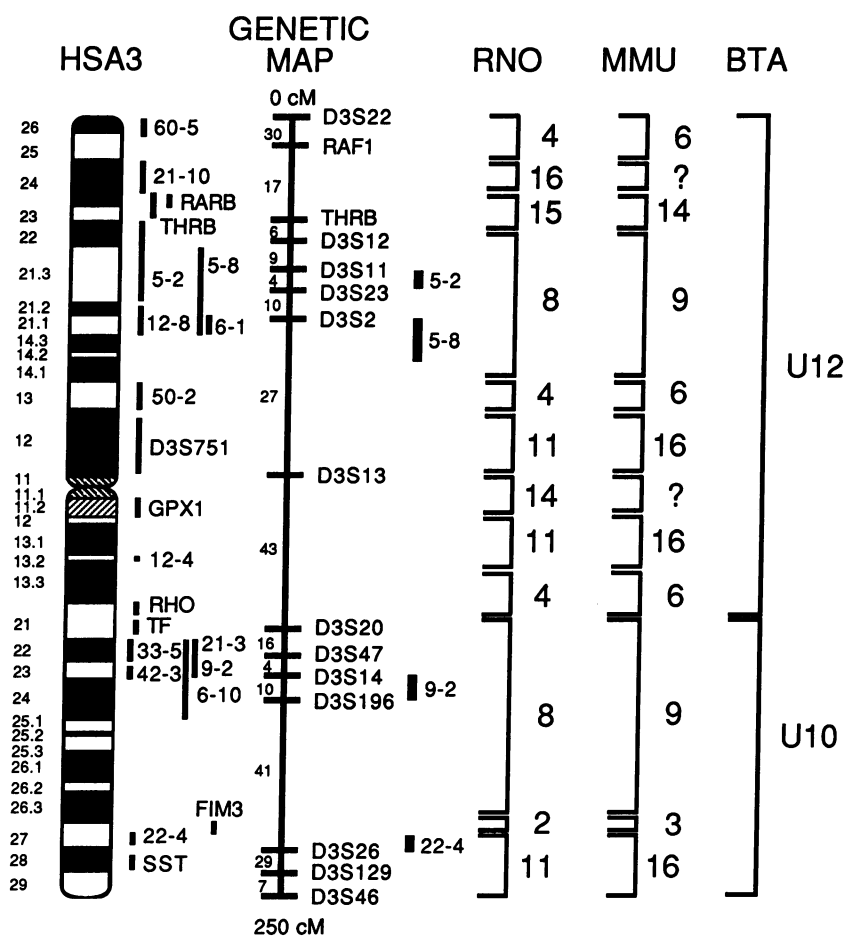 GENETIC
HSA3 MAP RNO MMU BTA
0 cM
26 60-5 D3S22 4 6
25 30 RAF1
24 21-10 17 16 ?
RARB
23 THRB THRB 15 14
22 6 D3S12
5-8 9 D3S11
21.3 5-2 4 D3S23 5-2 8 9
21.2 10
21.1 12-8 6-1 D3S2
14.3 5-8
14.2
14.1 U12
13 50-2 27 4 6
12 D3S751 11 16
11 D3S13
11.1 14 ?
11.2 GPX1
12
13.1 43 11 16
13.2 12-4
13.3 4 6
RHO
21 TF D3S20
22 33-5 21-3 16 D3S47
23 42-3 9-2 4 D3S14 9-2
24 6-10 10 D3S196 8 9
25.1
25.2 U10
25.3
26.1 41
26.2
26.3 FIM3
27 22-4 D3S26 22-4 2 3
28 SST 29 D3S129 11 16
29 7 D3S46
250 cM